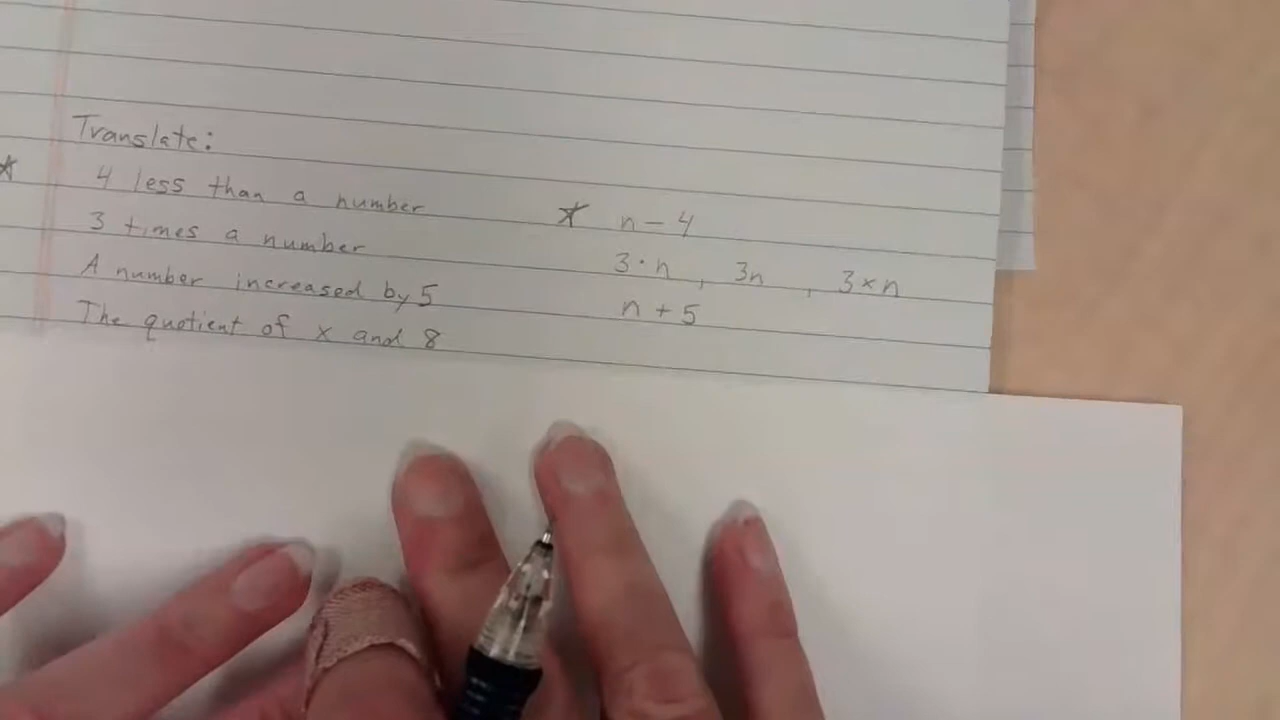 Translate:
☆ 4 less than a number ☆ n - 4
3 times a number 3 · n , 3n , 3 × n
A number increased by 5 n + 5
The quotient of x and 8